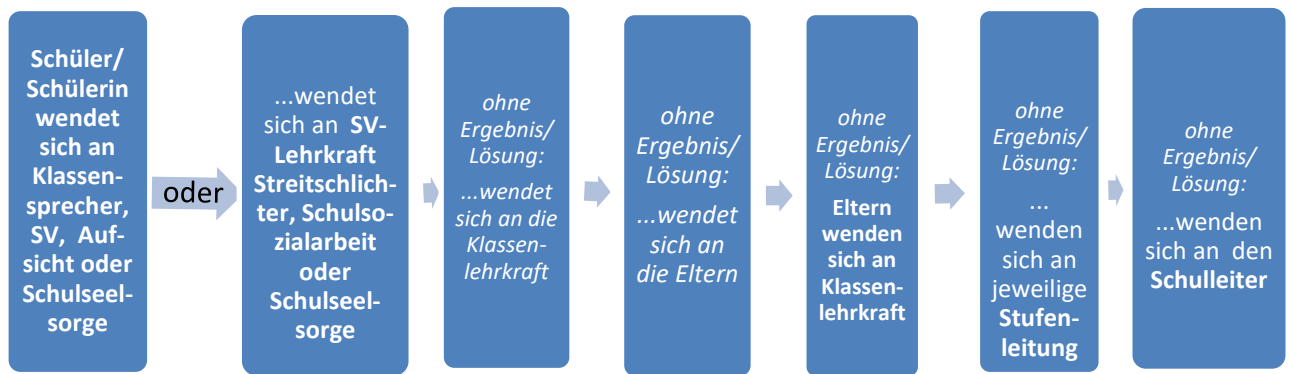 Schüler/
Schülerin
wendet
sich an
Klassen-
sprecher,
SV, Auf-
sicht oder
Schulseel-
sorge
oder
...wendet
sich an SV-
Lehrkraft
Streitschlich-
ter, Schulso-
zialarbeit
oder
Schulseel-
sorge
ohne
Ergebnis/
Lösung:
...wendet
sich an die
Klassen-
lehrkraft
ohne
Ergebnis/
Lösung:
...wendet
sich an
die Eltern
ohne
Ergebnis/
Lösung:
Eltern
wenden
sich an
Klassen-
lehrkraft
ohne
Ergebnis/
Lösung:
...
wenden
sich an
jeweilige
Stufen-
leitung
ohne
Ergebnis/
Lösung:
...wenden
sich an den
Schulleiter